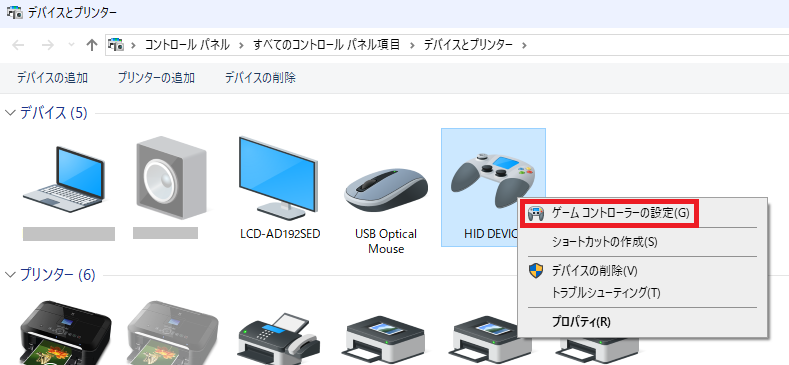 デバイスとプリンター
コントロール パネル > すべてのコントロール パネル項目 > デバイスとプリンター >
デバイスの追加 プリンターの追加 デバイスの削除
デバイス (5)
LCD-AD192SED
USB Optical
Mouse
HID DEVIC
ゲーム コントローラーの設定(G)
ショートカットの作成(S)
デバイスの削除(V)
トラブルシューティング(T)
プロパティ(R)
プリンター (6)